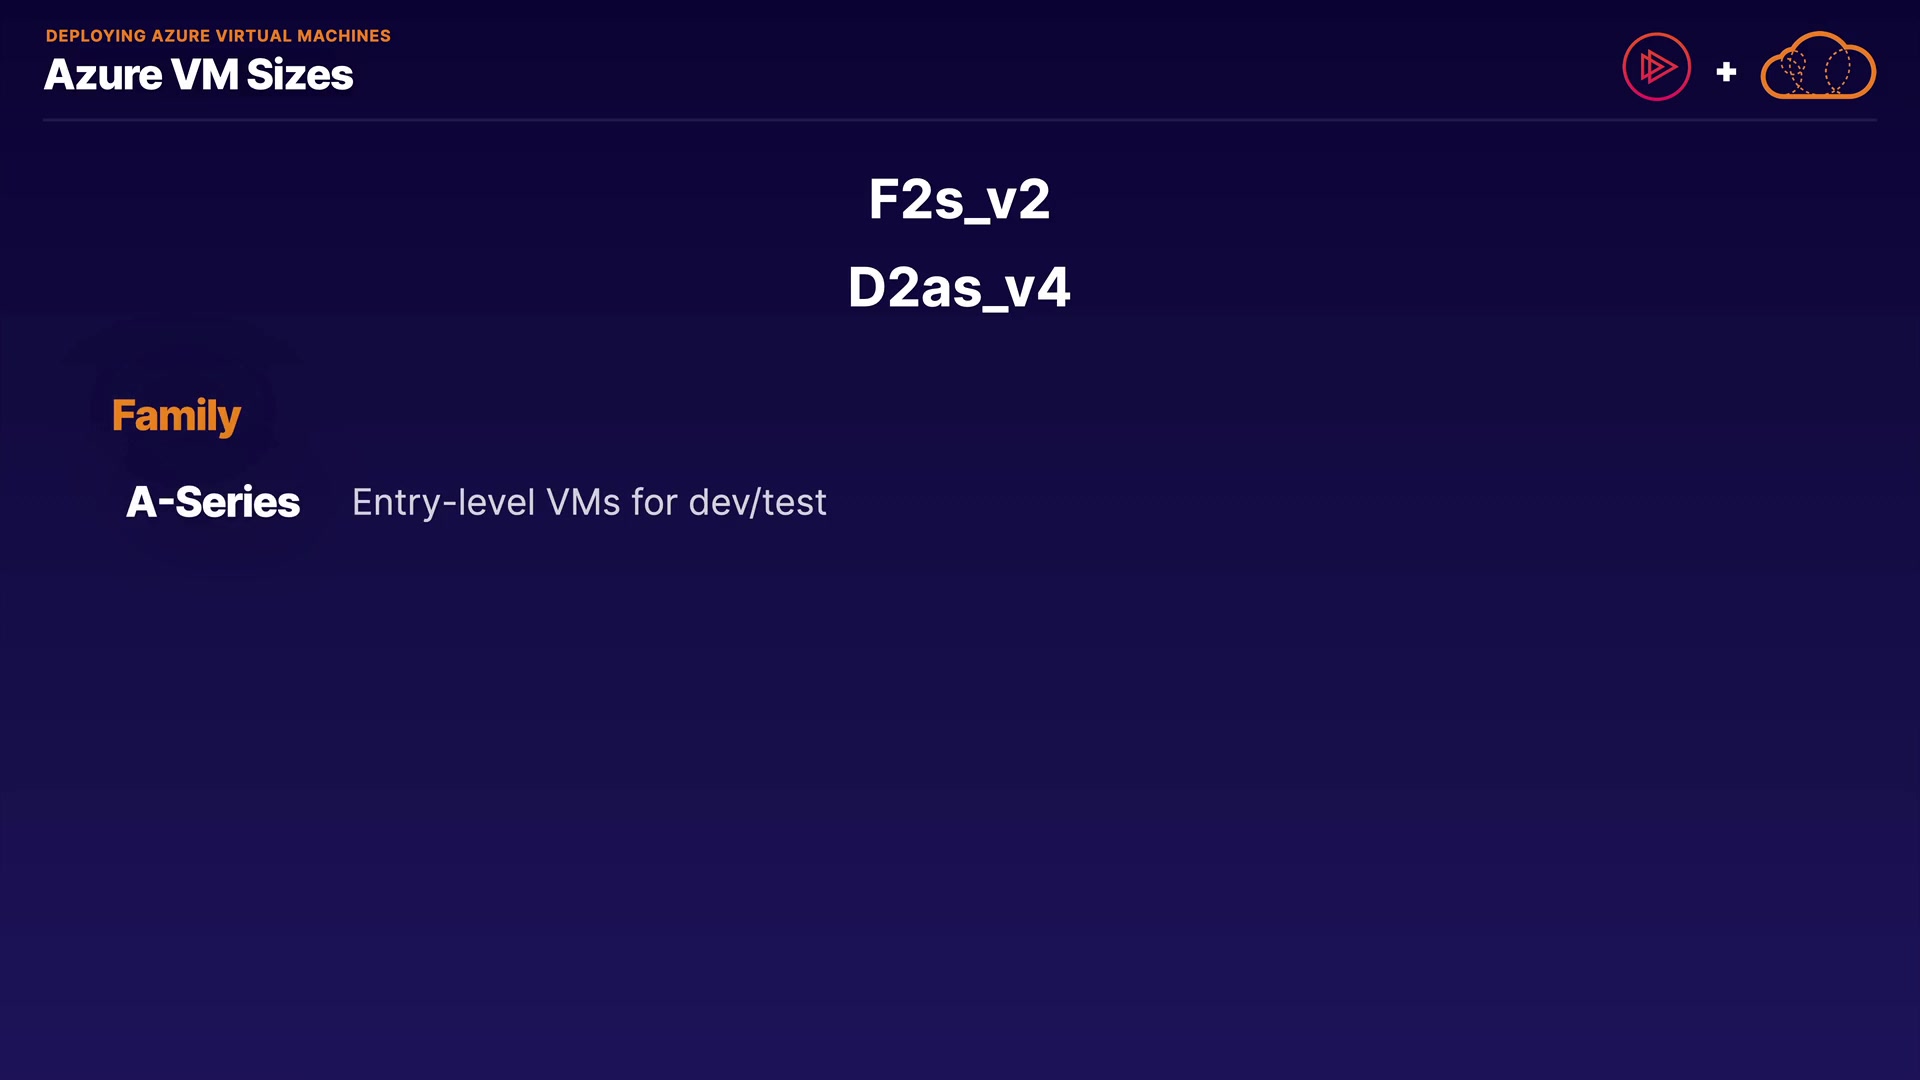 DEPLOYING AZURE VIRTUAL MACHINES
Azure VM Sizes
+
F2s_v2
D2as_v4
Family
A-Series Entry-level VMs for dev/test